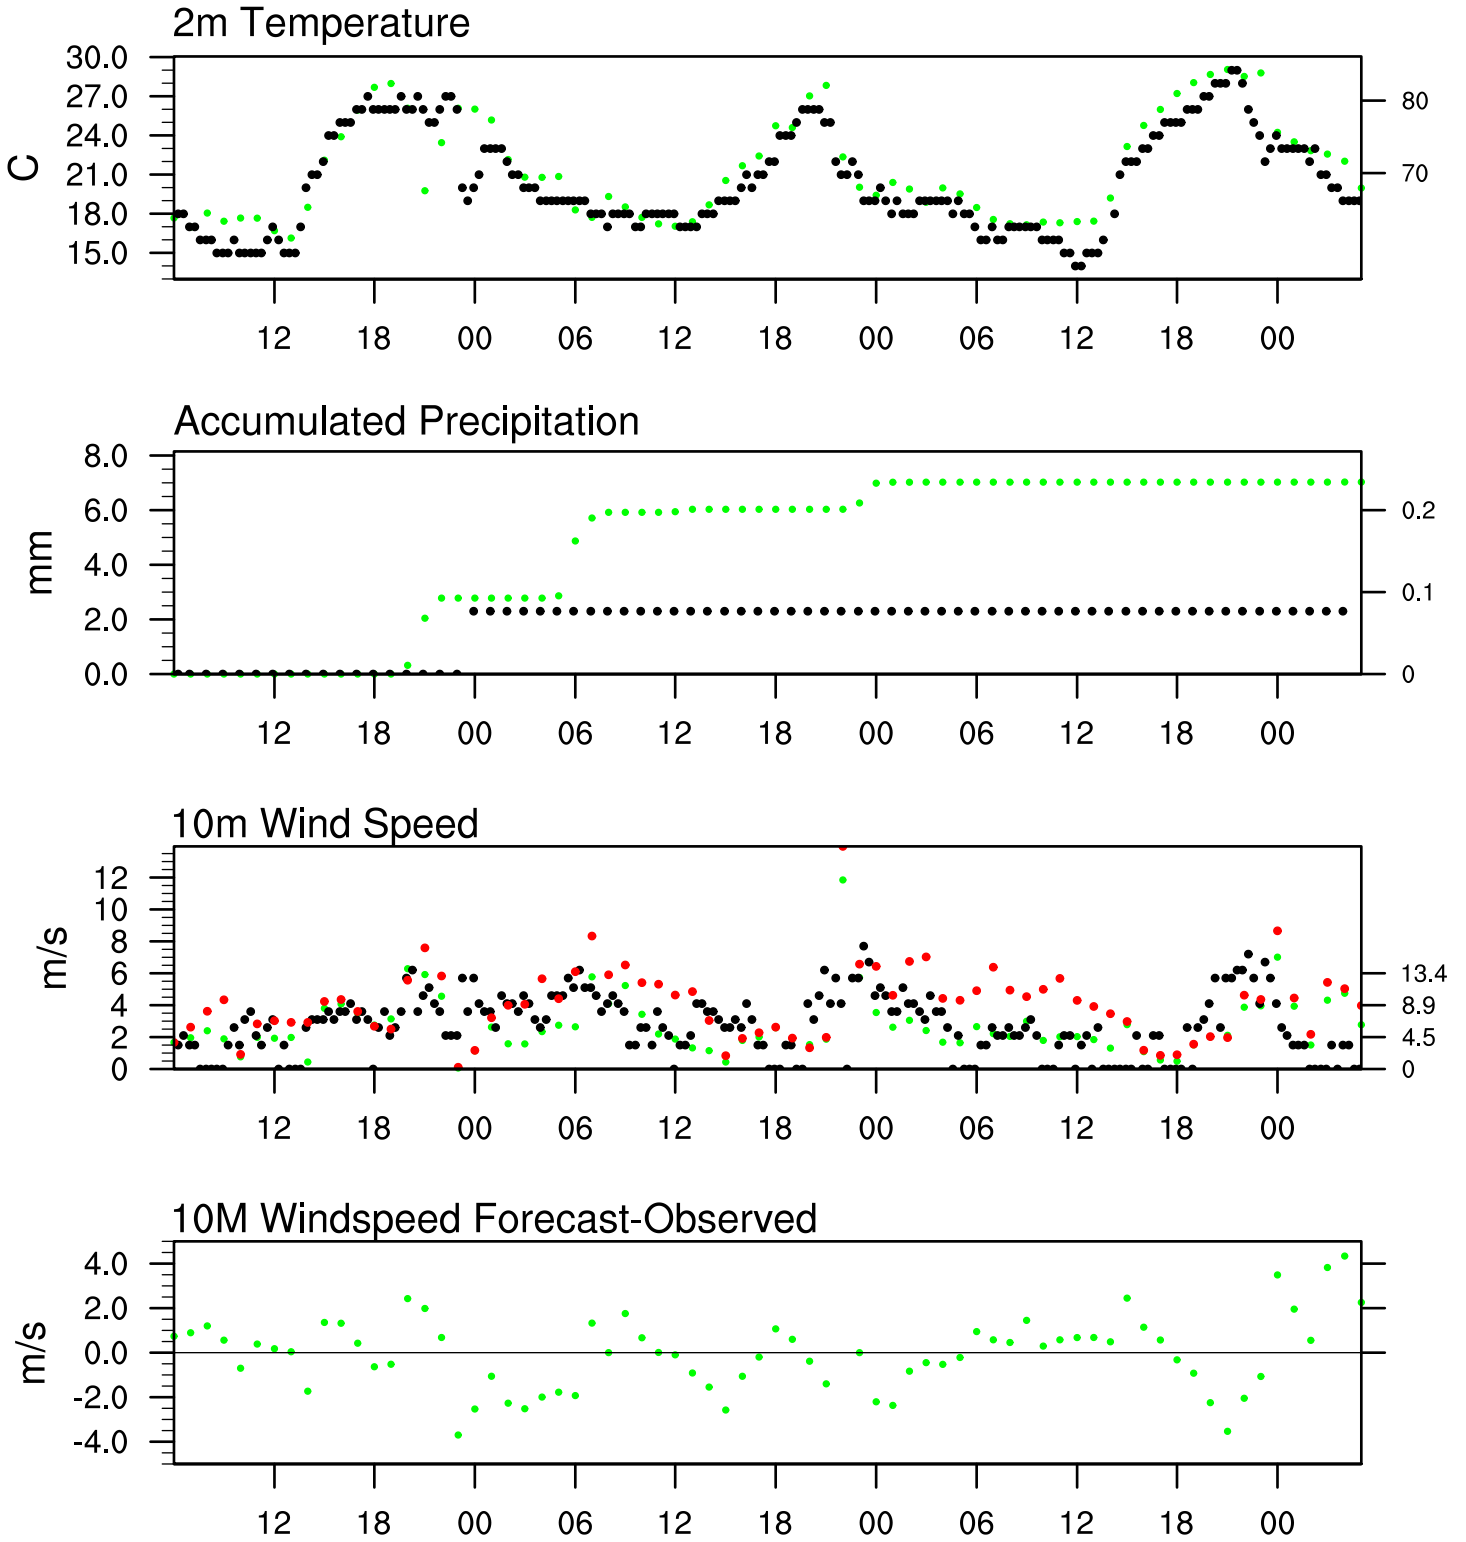 2m Temperature
30.0
27.0
24.0
21.0
18.0
15.0
C
80
70
12 18 00 06 12 18 00 06 12 18 00
Accumulated Precipitation
8.0
6.0
4.0
2.0
0.0
mm
0.2
0.1
0
12 18 00 06 12 18 00 06 12 18 00
10m Wind Speed
12
10
8
6
4
2
0
m/s
13.4
8.9
4.5
0
12 18 00 06 12 18 00 06 12 18 00
10M Windspeed Forecast-Observed
4.0
2.0
0.0
-2.0
-4.0
m/s
12 18 00 06 12 18 00 06 12 18 00